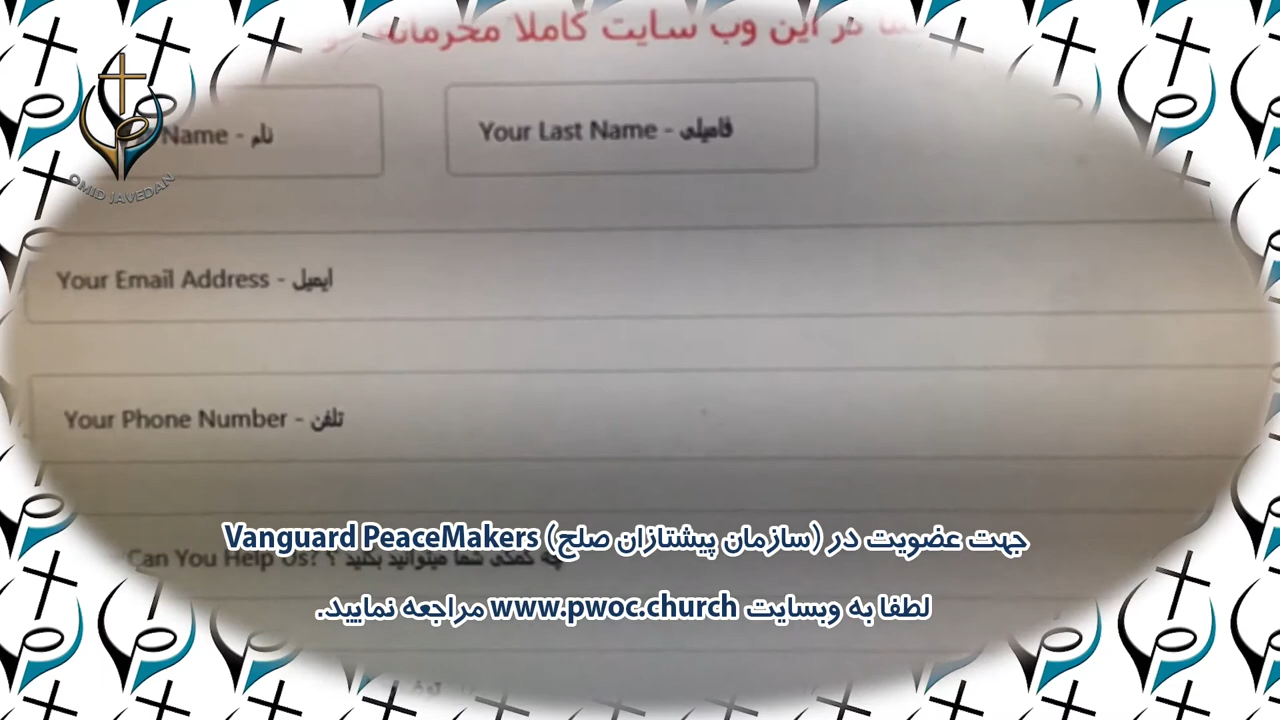 در این وب سایت کاملاً محرمانه
Name - نام
Your Last Name - فامیلی
OMID JAVEDAN
Your Email Address - ایمیل
Your Phone Number - تلفن
جهت عضویت در (سازمان پیشتازان صلح) Vanguard PeaceMakers
Can You Help Us? چه کمکی شما میتوانید بکنید ؟
لطفا به وبسایت www.pwoc.church مراجعه نمایید.